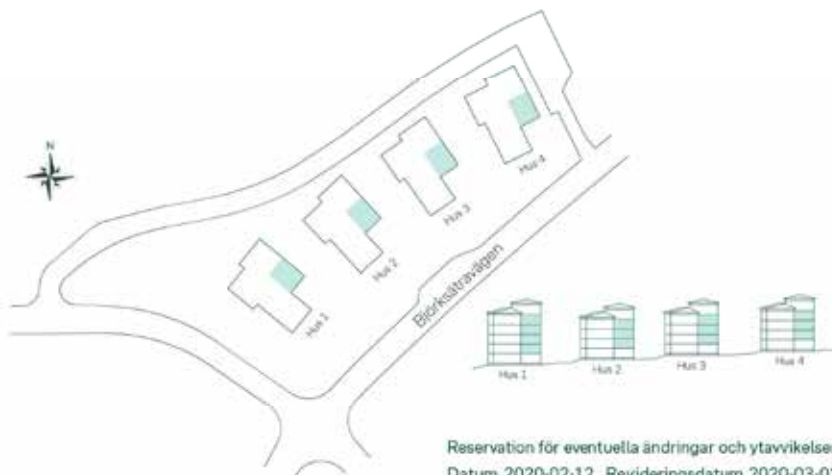 N
Hus 4
Hus 3
Hus 2
Hus 1
Björksätravägen
Hus 1
Hus 2
Hus 3
Hus 4
Reservation för eventuella ändringar och ytavvikelse
Datum 2020-02-12 Revideringsdatum 2020-03-0